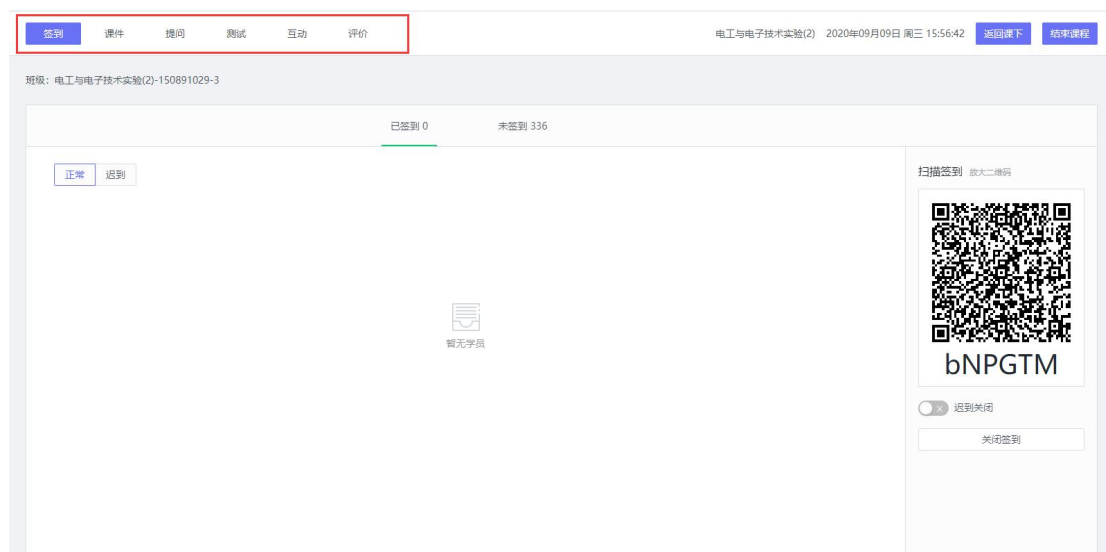 签到 课件 提问 测试 互动 评价 电工与电子技术实验(2) 2020年09月09日 周三 15:56:42 返回课下 结束课程
班级：电工与电子技术实验(2)-150891029-3
已签到 0 未签到 336
正常 迟到
扫描签到 放大二维码
暂无学员
bNPGTM
迟到关闭
关闭签到